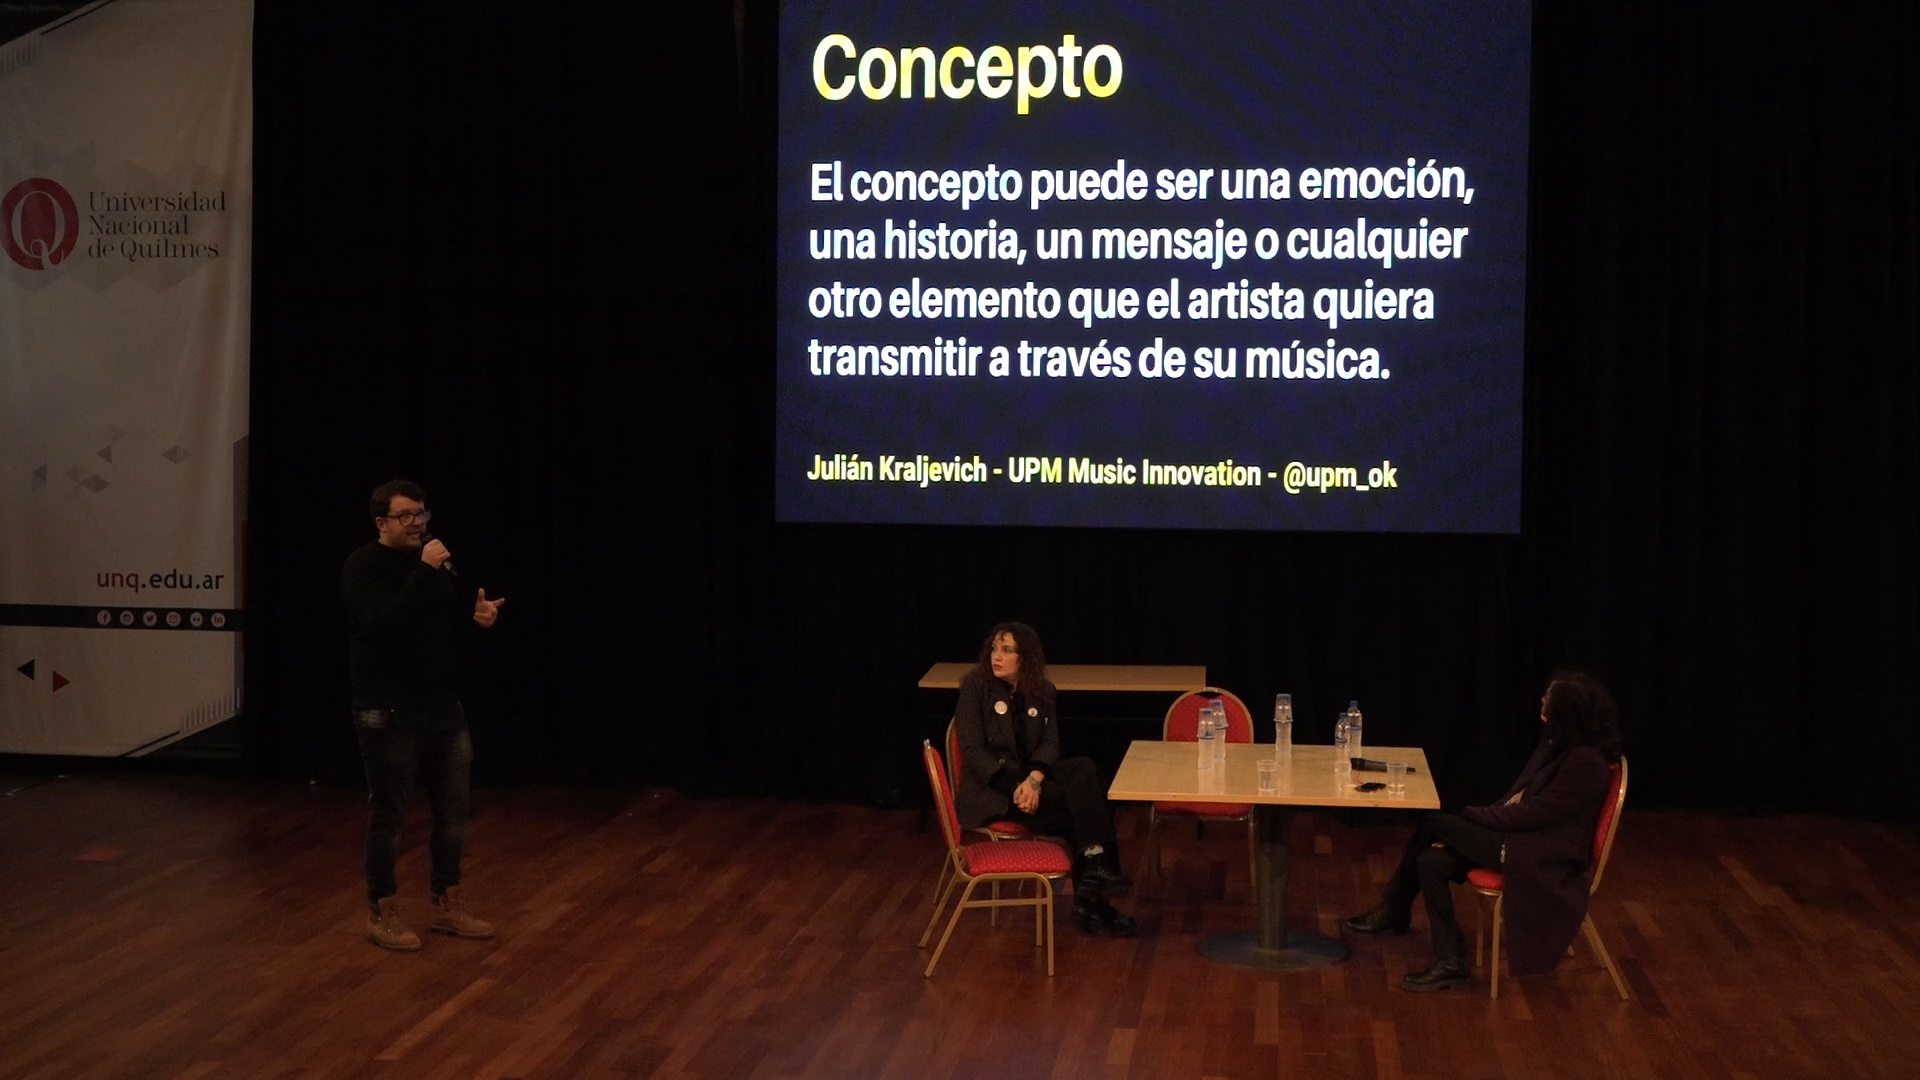 Universidad
Nacional
de Quilmes
unq.edu.ar
Concepto
El concepto puede ser una emoción,
una historia, un mensaje o cualquier
otro elemento que el artista quiera
transmitir a través de su música.
Julián Kraljevich - UPM Music Innovation - @upm_ok